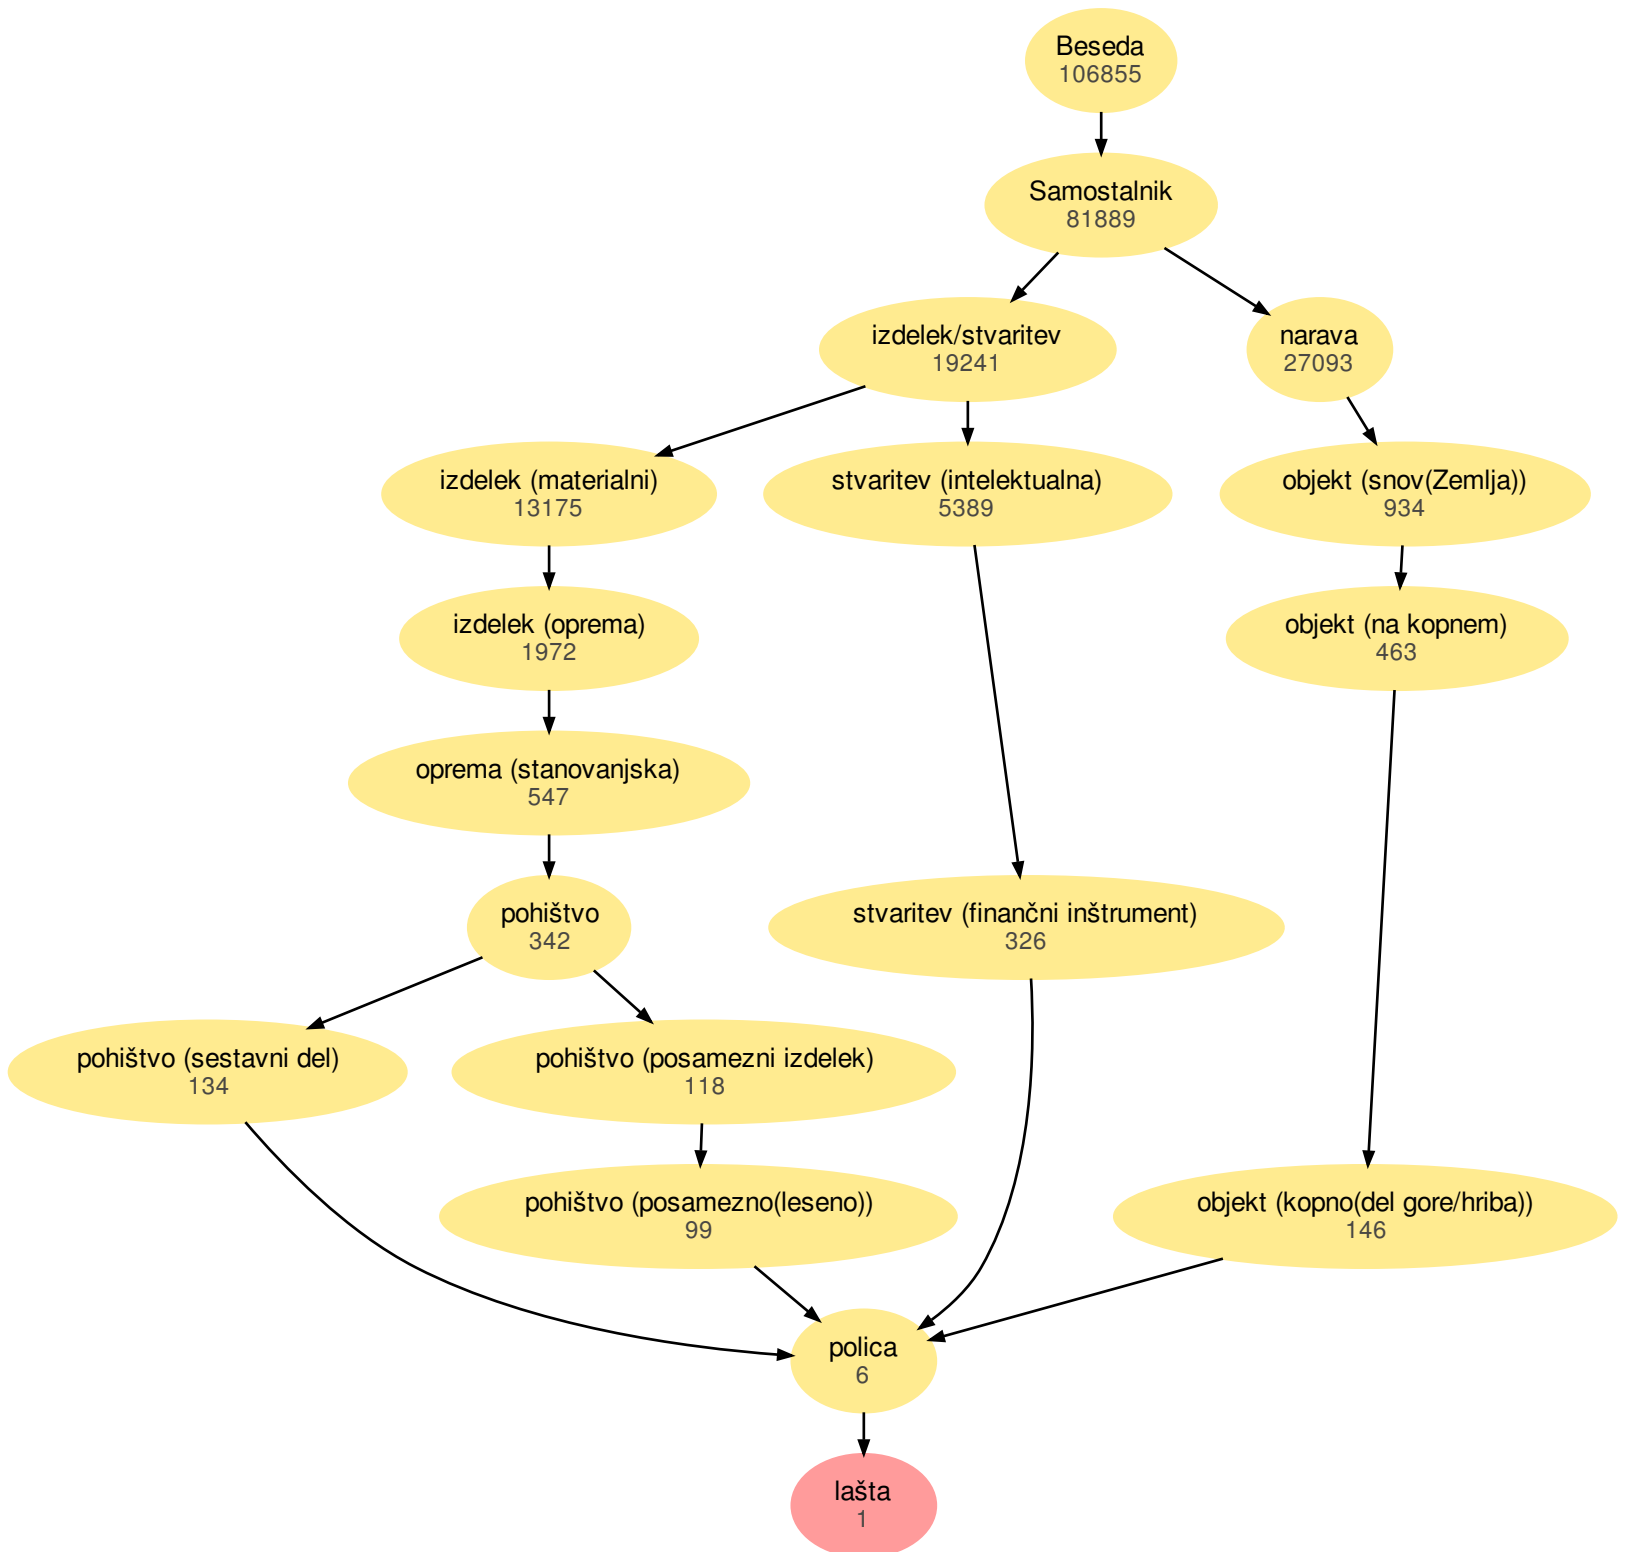 Beseda
106855
Samostalnik
81889
izdelek/stvaritev
19241
narava
27093
izdelek (materialni)
13175
stvaritev (intelektualna)
5389
objekt (snov(Zemlja))
934
izdelek (oprema)
1972
objekt (na kopnem)
463
oprema (stanovanjska)
547
pohištvo
342
stvaritev (finančni inštrument)
326
pohištvo (sestavni del)
134
pohištvo (posamezni izdelek)
118
pohištvo (posamezno(leseno))
99
objekt (kopno(del gore/hriba))
146
polica
6
lašta
1